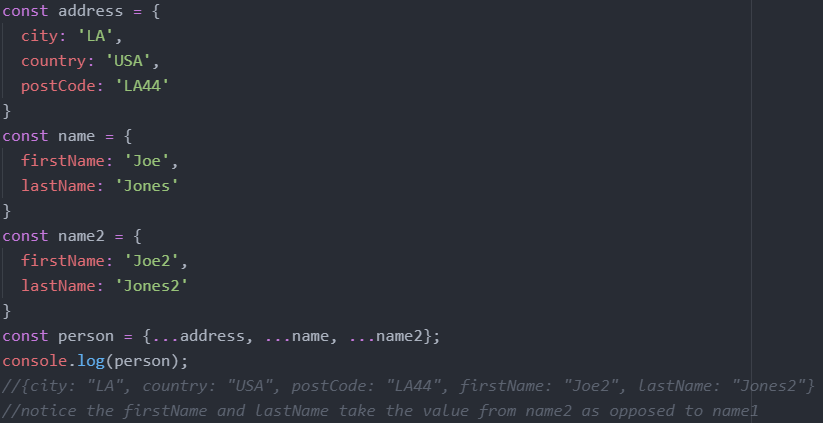 const address = {
  city: 'LA',
  country: 'USA',
  postCode: 'LA44'
}
const name = {
  firstName: 'Joe',
  lastName: 'Jones'
}
const name2 = {
  firstName: 'Joe2',
  lastName: 'Jones2'
}
const person = {...address, ...name, ...name2};
console.log(person);
//{city: "LA", country: "USA", postCode: "LA44", firstName: "Joe2", lastName: "Jones2"}
//notice the firstName and lastName take the value from name2 as opposed to name1